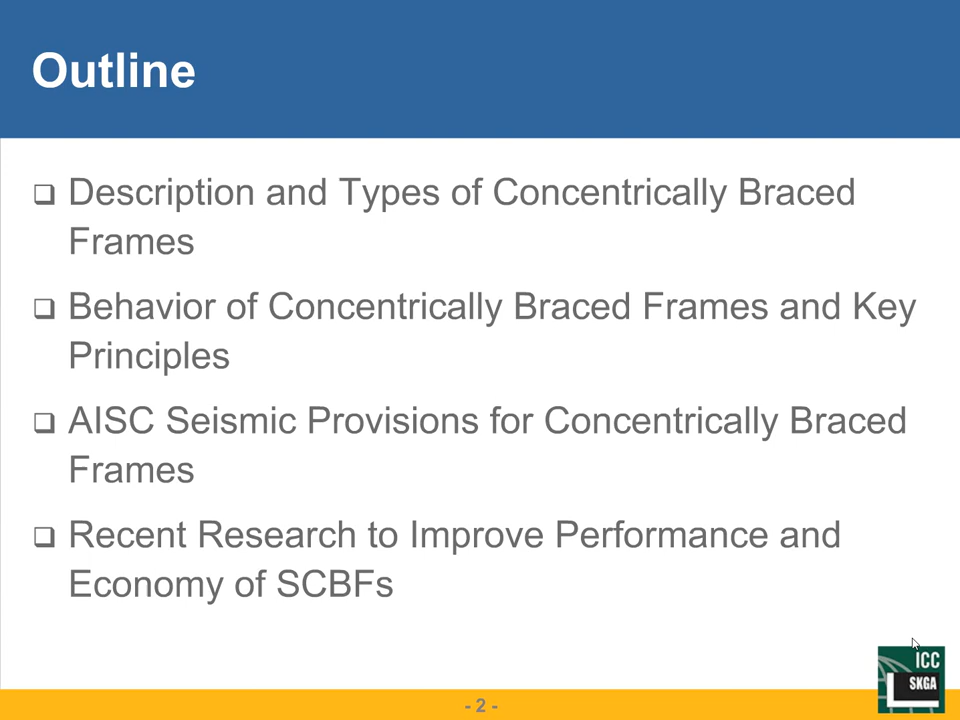 Outline
Description and Types of Concentrically Braced
Frames
Behavior of Concentrically Braced Frames and Key
Principles
AISC Seismic Provisions for Concentrically Braced
Frames
Recent Research to Improve Performance and
Economy of SCBFs
ICC
SKGA
- 2 -